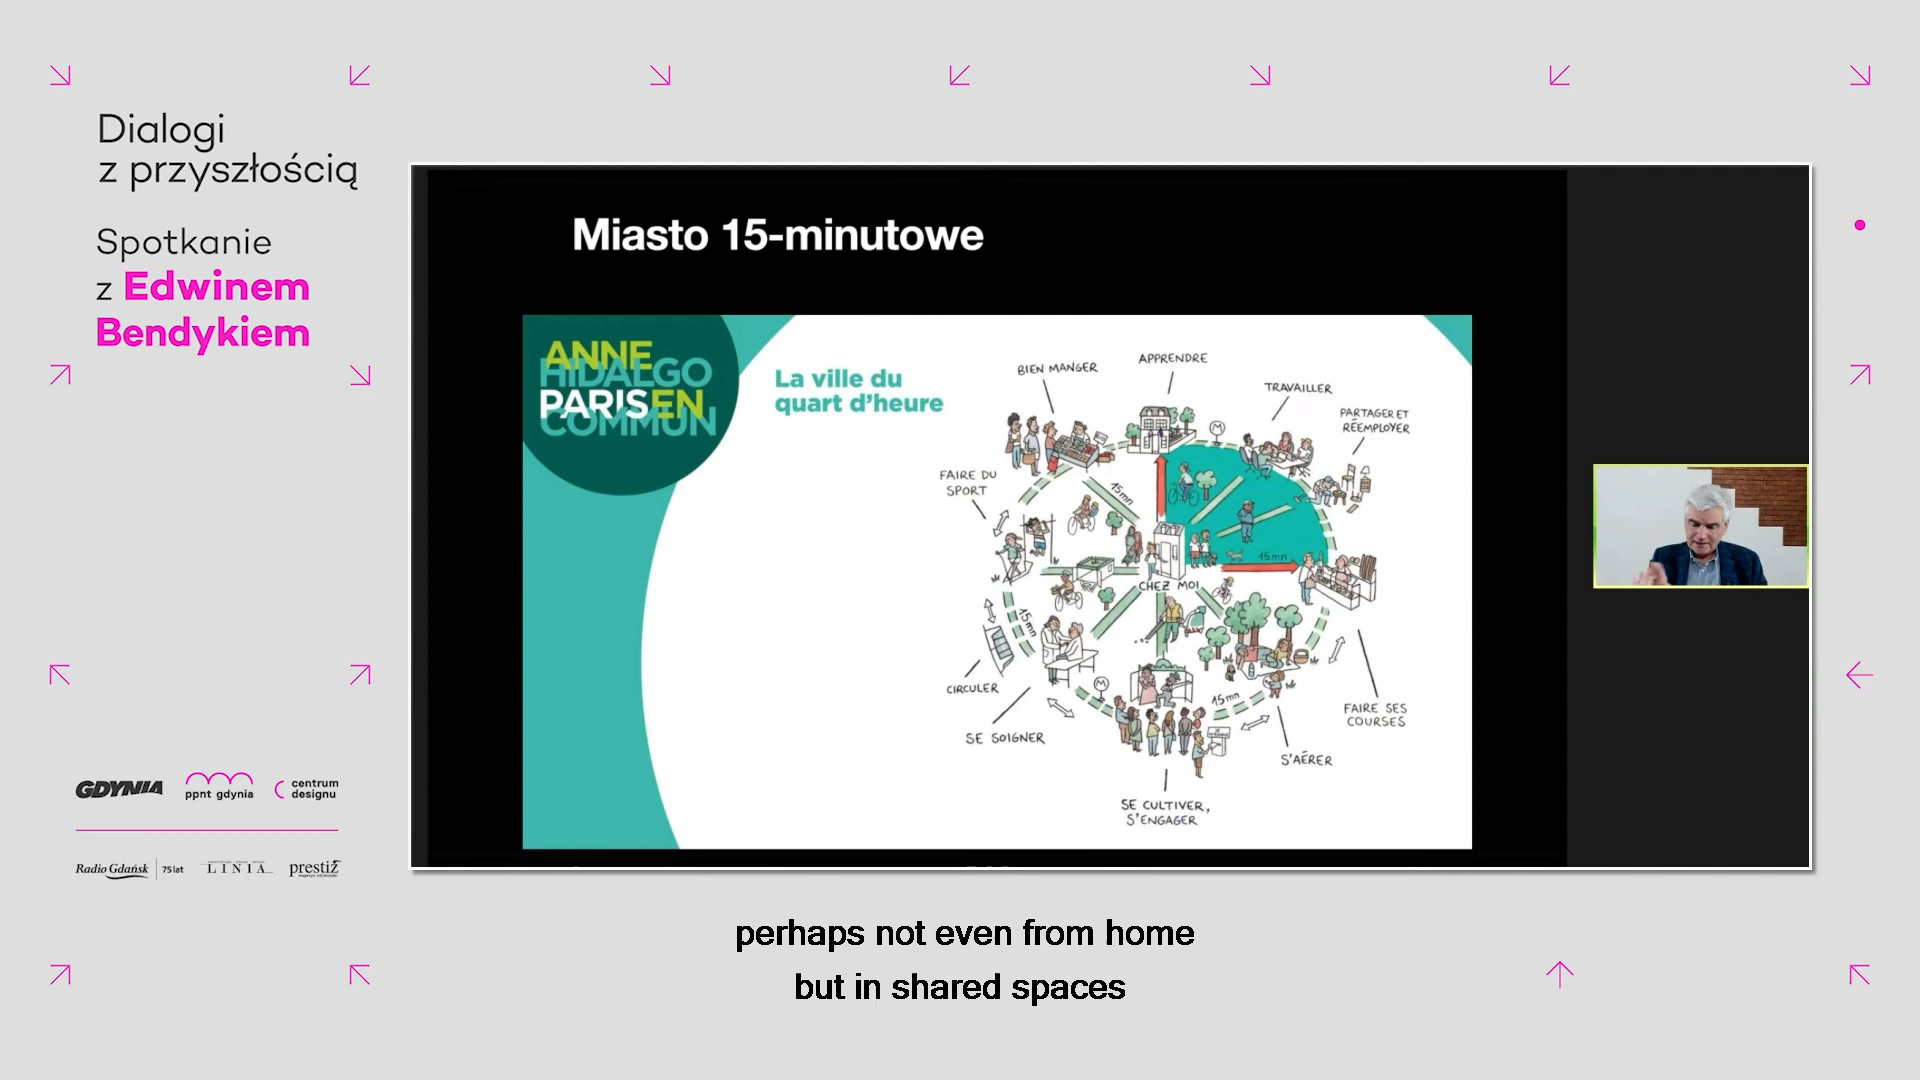 Dialogi
z przyszłością
Spotkanie
z Edwinem
Bendykiem
Miasto 15-minutowe
ANNE
HIDALGO
PARIS EN
COMMUN
La ville du
quart d'heure
BIEN MANGER
APPRENDRE
TRAVAILLER
PARTAGER ET
RÉEMPLOYER
FAIRE DU
SPORT
M
15mn
15mn
CHEZ MOI
15mn
CIRCULER
SE SOIGNER
M
15mn
FAIRE SES
COURSES
S'AÉRER
SE CULTIVER,
S'ENGAGER
GDYNIA
ppnt gdynia
centrum
designu
Radio Gdańsk
75 lat
LINIA
prestiż
perhaps not even from home
but in shared spaces